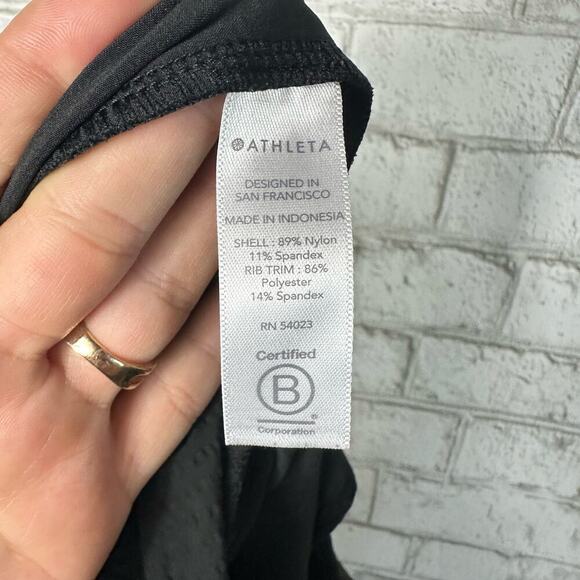 ATHLETA
DESIGNED IN
SAN FRANCISCO
MADE IN INDONESIA
SHELL : 89% Nylon
11% Spandex
RIB TRIM : 86%
Polyester
14% Spandex
RN 54023
Certified
B
®
Corporation